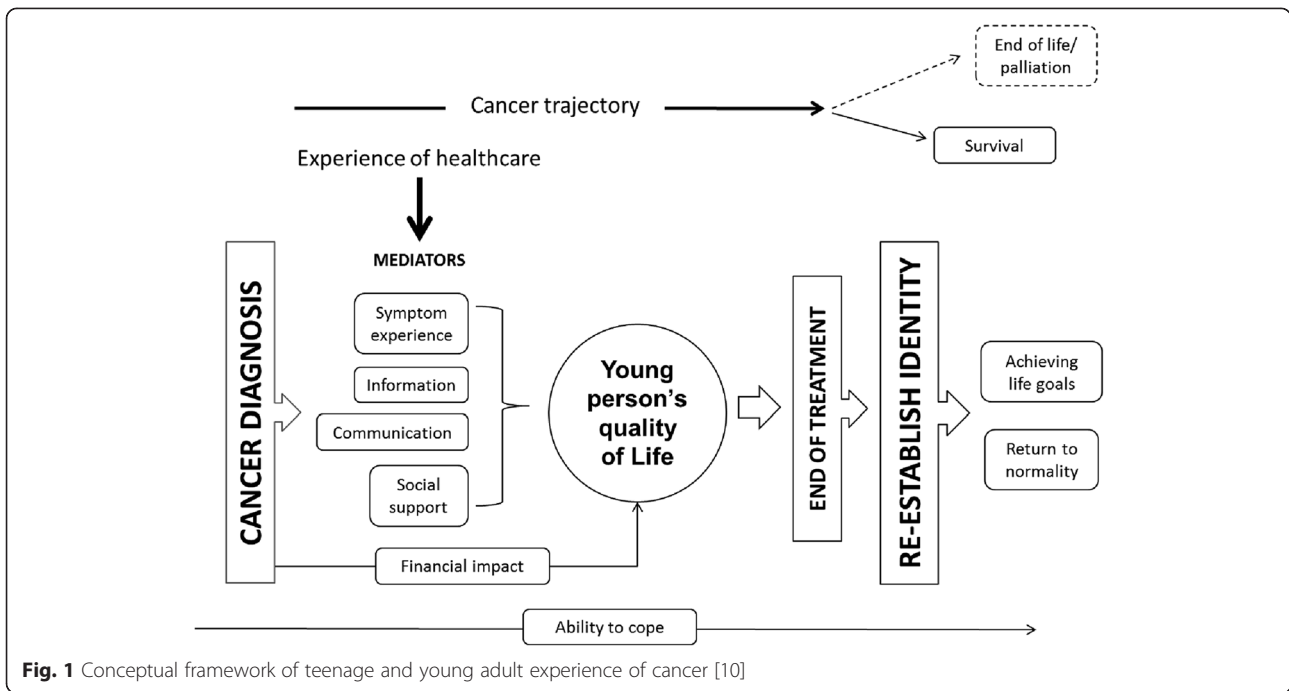 End of life/
palliation
Cancer trajectory
Survival
Experience of healthcare
MEDIATORS
CANCER DIAGNOSIS
Symptom
experience
Information
Communication
Social
support
Financial impact
Young
person’s
quality
of Life
END OF TREATMENT
RE-ESTABLISH IDENTITY
Achieving
life goals
Return to
normality
Ability to cope
Fig. 1 Conceptual framework of teenage and young adult experience of cancer [10]